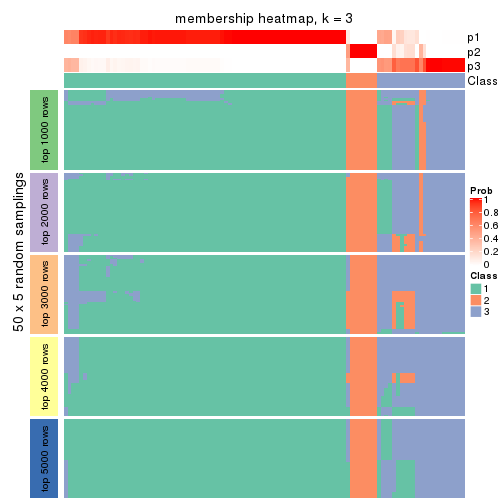 membership heatmap, k = 3
p1
p2
p3
Class
50 x 5 random samplings
top 1000 rows
top 2000 rows
top 3000 rows
top 4000 rows
top 5000 rows
Prob
1
0.8
0.6
0.4
0.2
0
Class
1
2
3